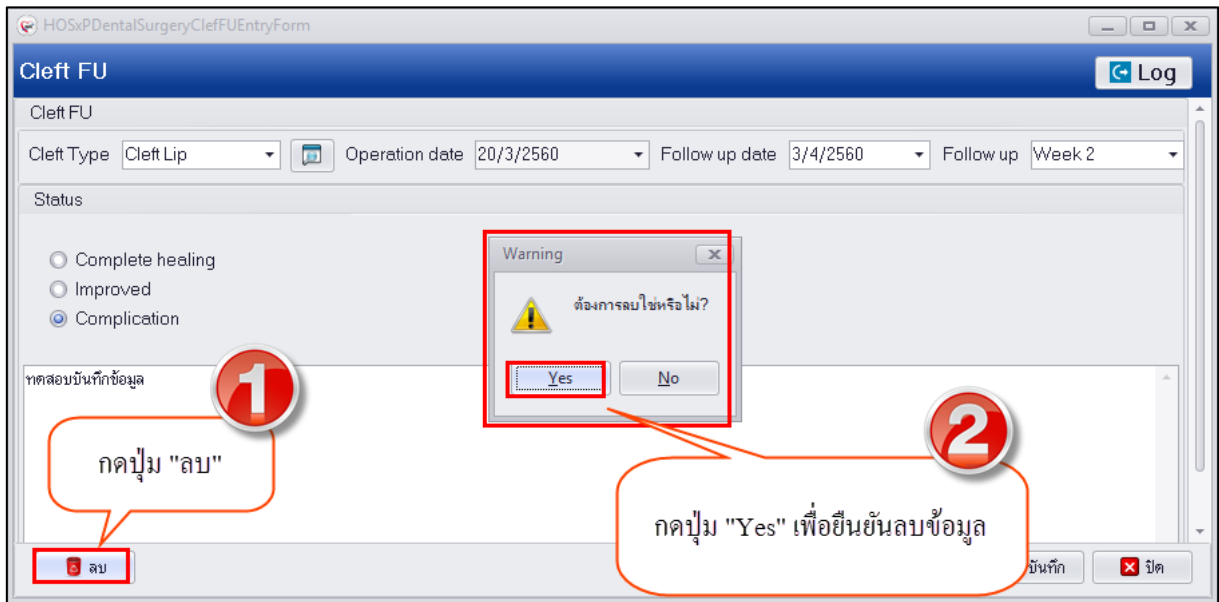 HOSxPDentalSurgeryClefFUEntryForm
Cleft FU
Log
Cleft FU
Cleft Type Cleft Lip Operation date 20/3/2560 Follow up date 3/4/2560 Follow up Week 2
Status
Complete healing
Improved
Complication
Warning
ต้องการลบใช่หรือไม่?
Yes No
ทดสอบบันทึกข้อมูล
1
กดปุ่ม "ลบ"
2
กดปุ่ม "Yes" เพื่อยืนยันลบข้อมูล
ลบ
บันทึก
ปิด